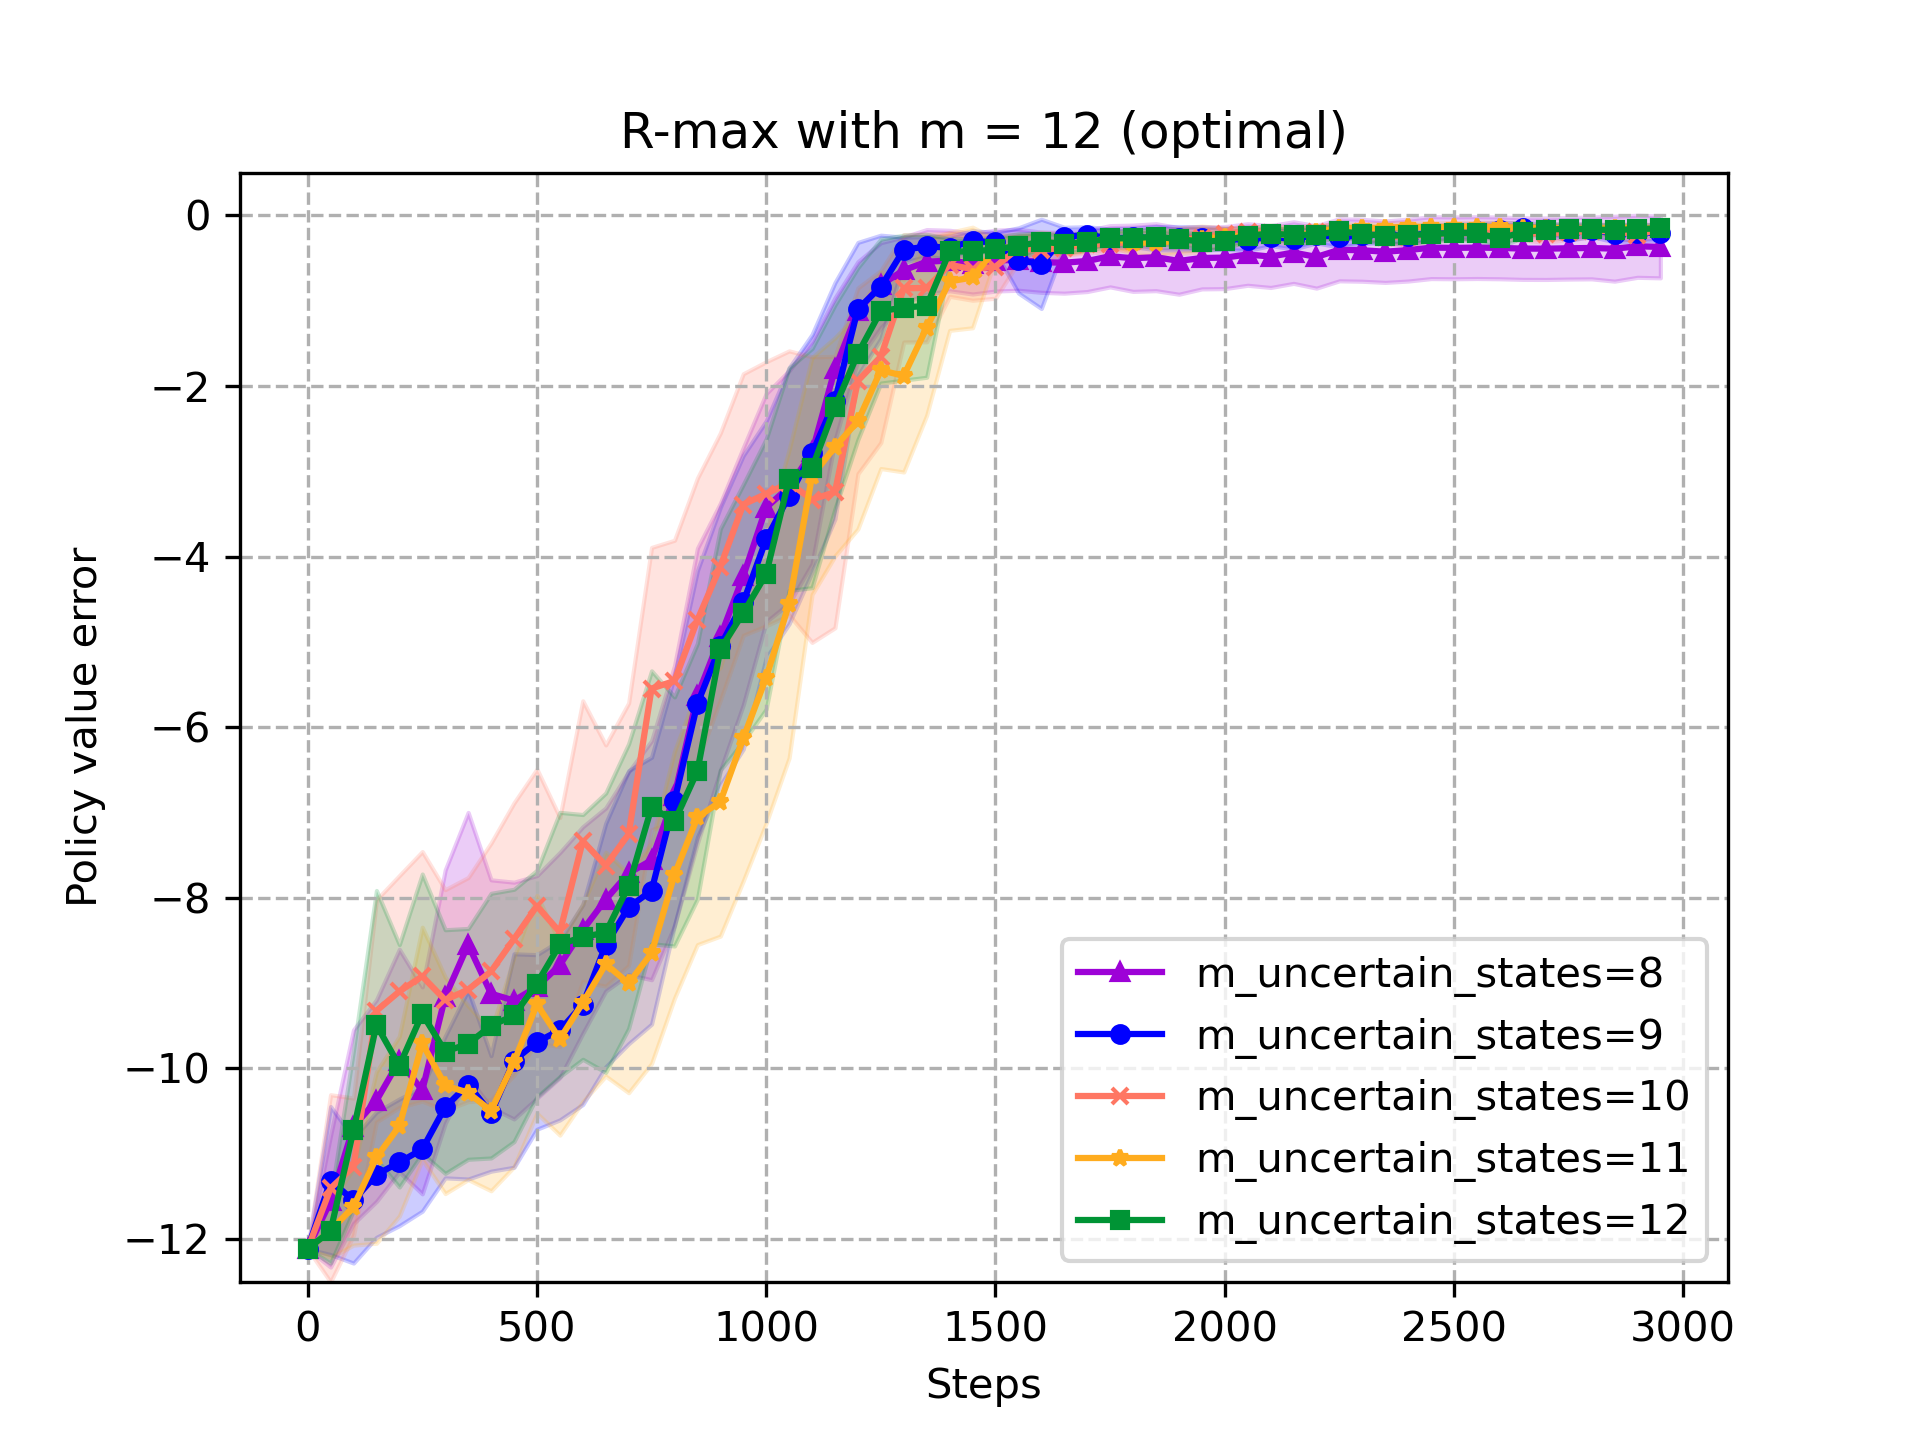 R-max with m = 12 (optimal)
Policy value error
0
−2
−4
−6
−8
−10
−12
0 500 1000 1500 2000 2500 3000
Steps
m_uncertain_states=8
m_uncertain_states=9
m_uncertain_states=10
m_uncertain_states=11
m_uncertain_states=12